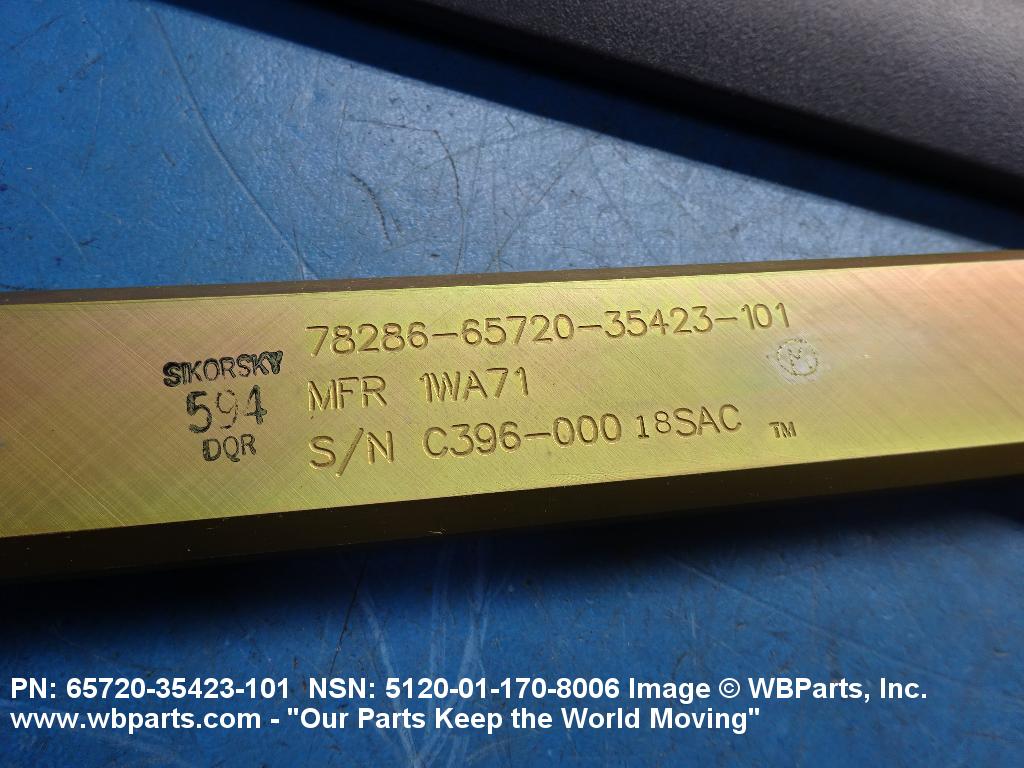 78286-65720-35423-101
SIKORSKY
594
DQR
MFR 1WA71
M
S/N C396-000 18SAC TM
PN: 65720-35423-101 NSN: 5120-01-170-8006 Image © WBParts, Inc.
www.wbparts.com - "Our Parts Keep the World Moving"